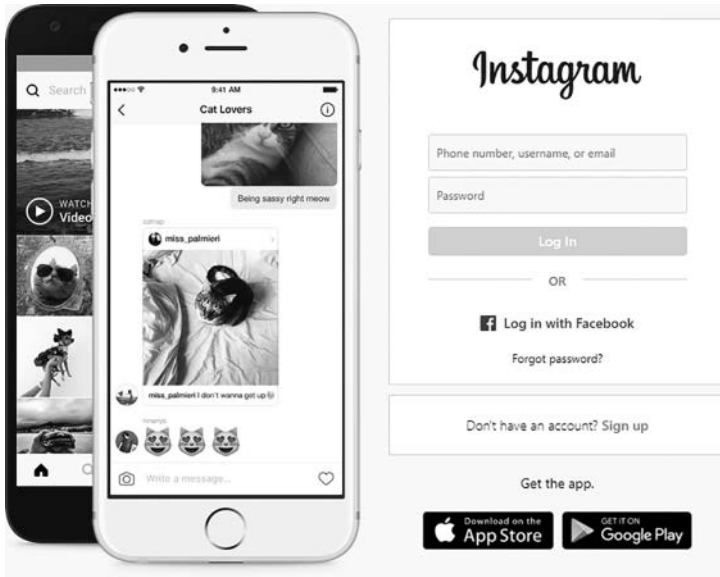 Search
WATCH
Video
9:41 AM
Cat Lovers
Being sassy right meow
catnap
miss_palmieri
miss_palmieri I don't wanna get up
Write a message...
Instagram
Phone number, username, or email
Password
Log In
OR
Log in with Facebook
Forgot password?
Don't have an account? Sign up
Get the app.
Download on the
App Store
GET IT ON
Google Play